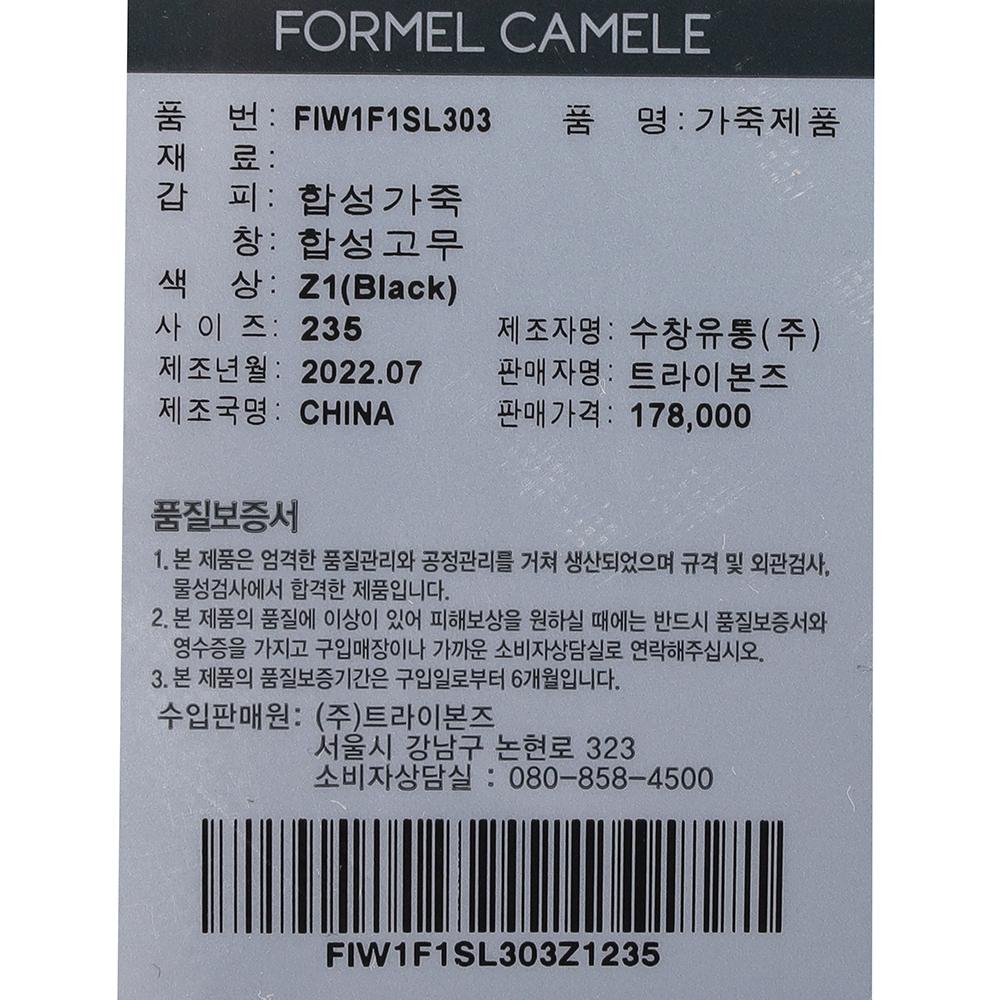 FORMEL CAMELE
품 번: FIW1F1SL303 품 명: 가죽제품
재 료:
갑 피: 합성가죽
창: 합성고무
색 상: Z1(Black)
사 이 즈: 235 제조자명: 수창유통(주)
제조년월: 2022.07 판매자명: 트라이본즈
제조국명: CHINA 판매가격: 178,000
품질보증서
1. 본 제품은 엄격한 품질관리와 공정관리를 거쳐 생산되었으며 규격 및 외관검사,
물성검사에서 합격한 제품입니다.
2. 본 제품의 품질에 이상이 있어 피해보상을 원하실 때에는 반드시 품질보증서와
영수증을 가지고 구입매장이나 가까운 소비자상담실로 연락해주십시오.
3. 본 제품의 품질보증기간은 구입일로부터 6개월입니다.
수입판매원: (주)트라이본즈
서울시 강남구 논현로 323
소비자상담실 : 080-858-4500
FIW1F1SL303Z1235